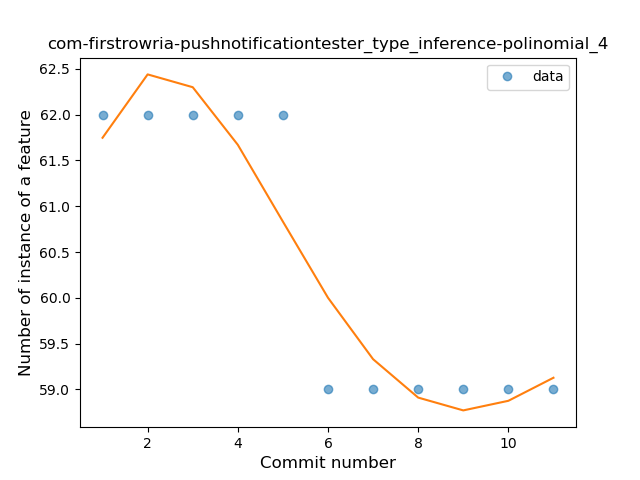 com-firstrowria-pushnotificationtester_type_inference-polinomial_4
data
62.5
62.0
61.5
61.0
60.5
60.0
59.5
59.0
Number of instance of a feature
2 4 6 8 10
Commit number